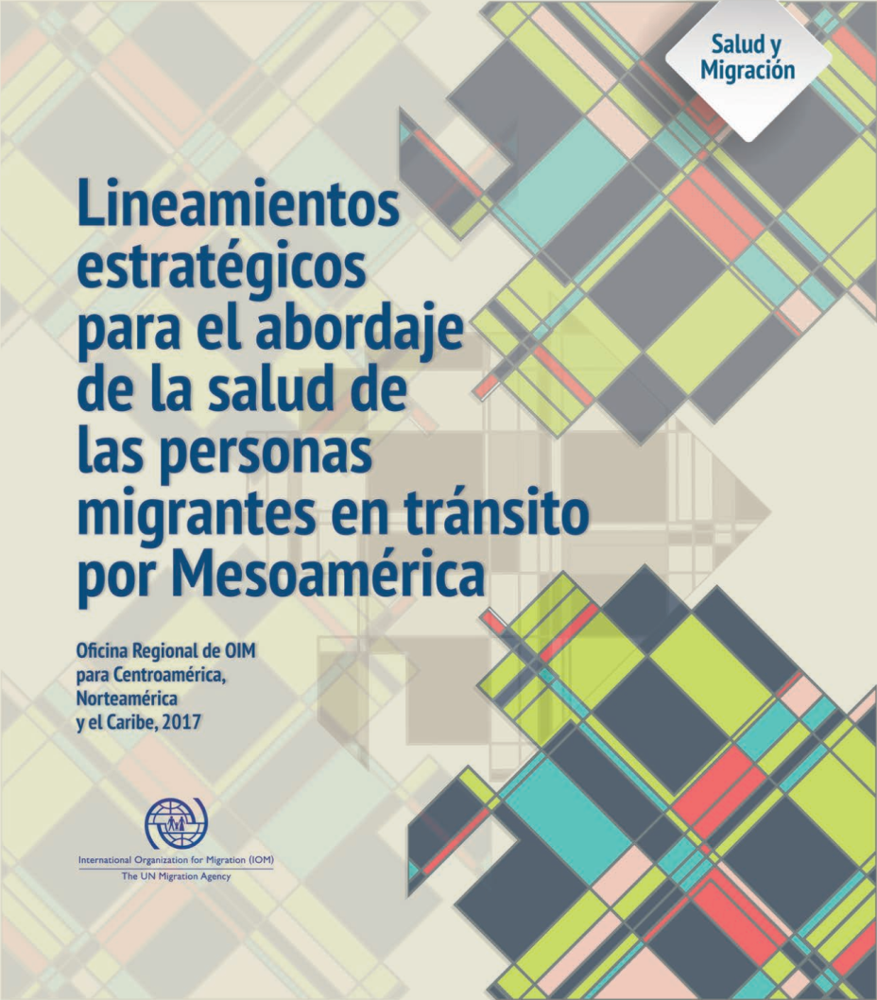 Salud y
Migración
Lineamientos
estratégicos
para el abordaje
de la salud de
las personas
migrantes en tránsito
por Mesoamérica
Oficina Regional de OIM
para Centroamérica,
Norteamérica
y el Caribe, 2017
International Organization for Migration (IOM)
The UN Migration Agency